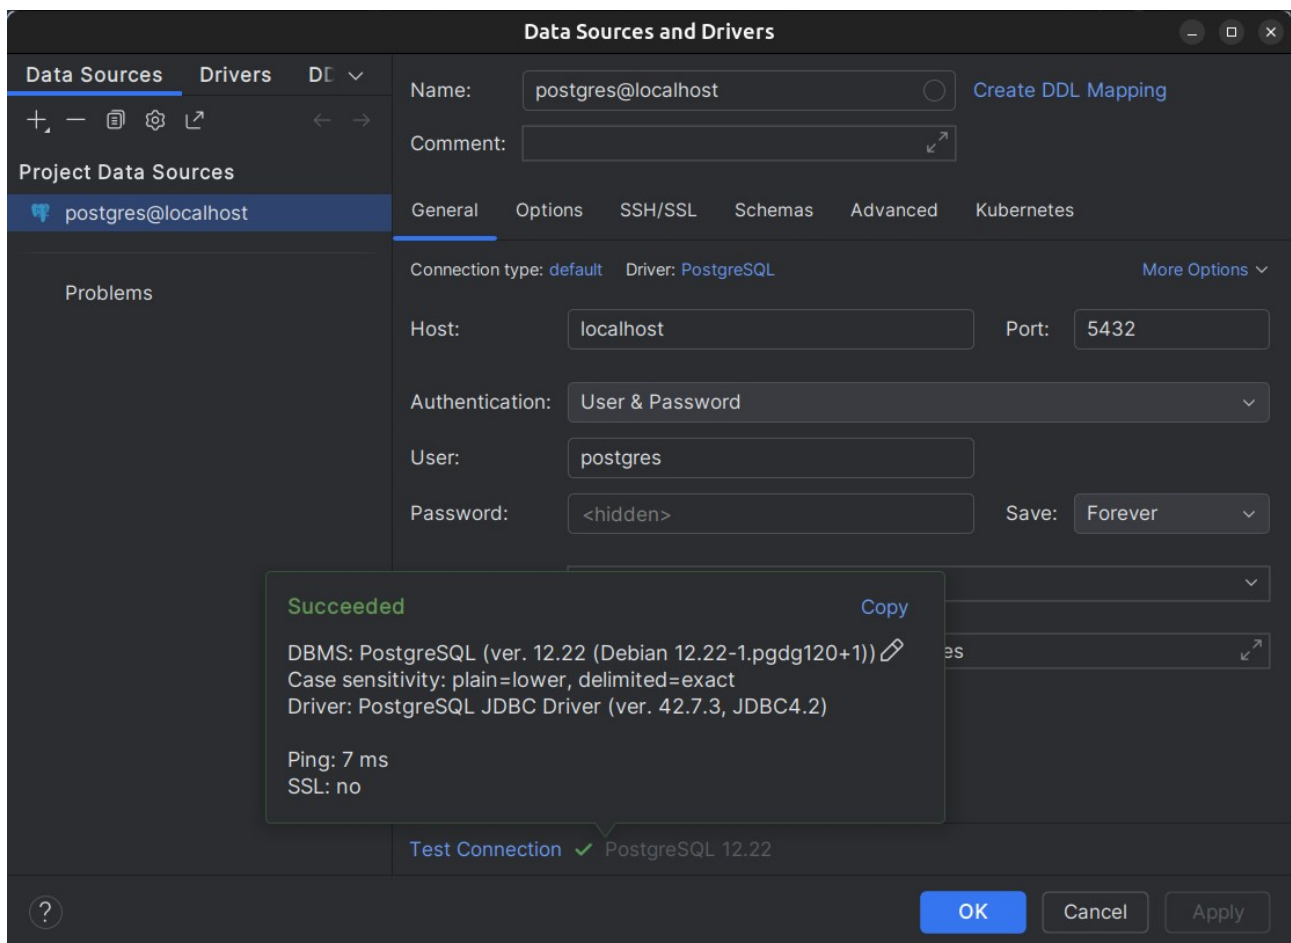 Data Sources and Drivers
Data Sources Drivers DD
Name: postgres@localhost Create DDL Mapping
Comment:
Project Data Sources
postgres@localhost
Problems
General Options SSH/SSL Schemas Advanced Kubernetes
Connection type: default Driver: PostgreSQL More Options
Host: localhost Port: 5432
Authentication: User & Password
User: postgres
Password: <hidden> Save: Forever
Succeeded Copy
DBMS: PostgreSQL (ver. 12.22 (Debian 12.22-1.pgdg120+1))
Case sensitivity: plain=lower, delimited=exact
Driver: PostgreSQL JDBC Driver (ver. 42.7.3, JDBC4.2)
Ping: 7 ms
SSL: no
es
Test Connection PostgreSQL 12.22
? OK Cancel Apply